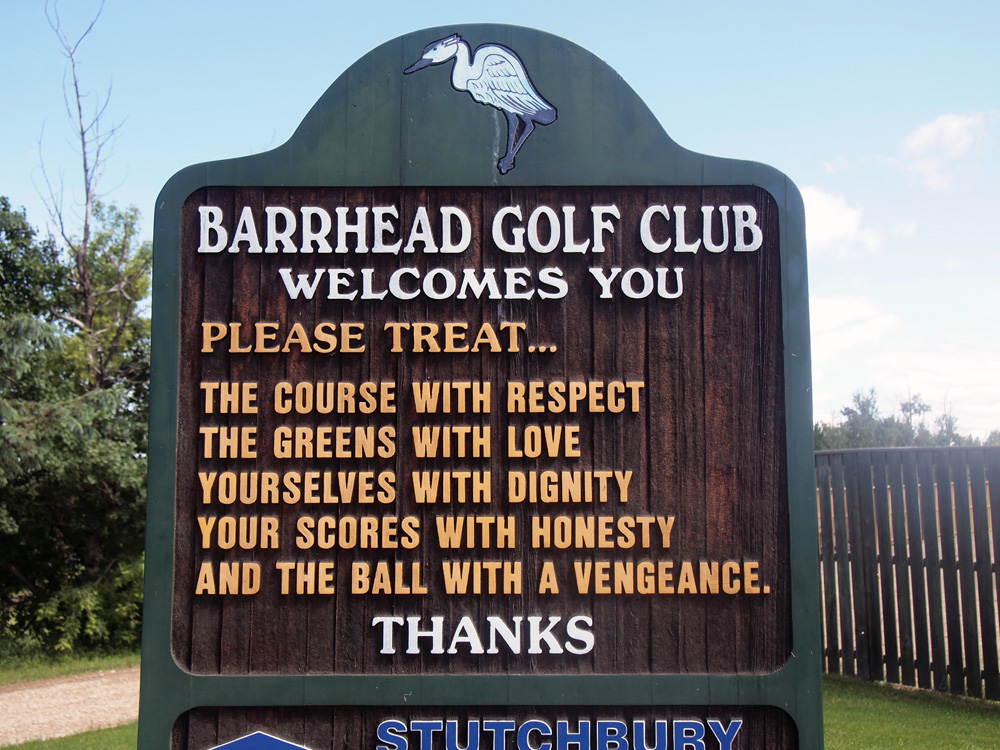 BARRHEAD GOLF CLUB
WELCOMES YOU
PLEASE TREAT...
THE COURSE WITH RESPECT
THE GREENS WITH LOVE
YOURSELVES WITH DIGNITY
YOUR SCORES WITH HONESTY
AND THE BALL WITH A VENGEANCE.
THANKS
STUTCHBURY